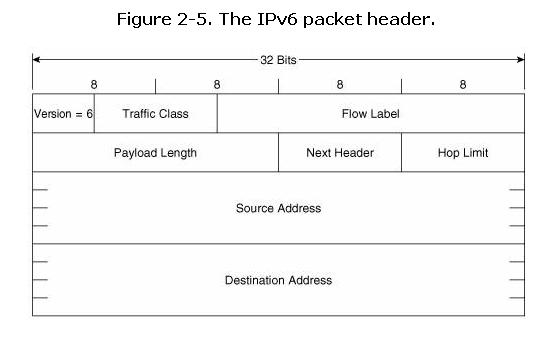 Figure 2-5. The IPv6 packet header.
32 Bits
8 8 8 8
Version = 6 Traffic Class Flow Label
Payload Length Next Header Hop Limit
Source Address
Destination Address